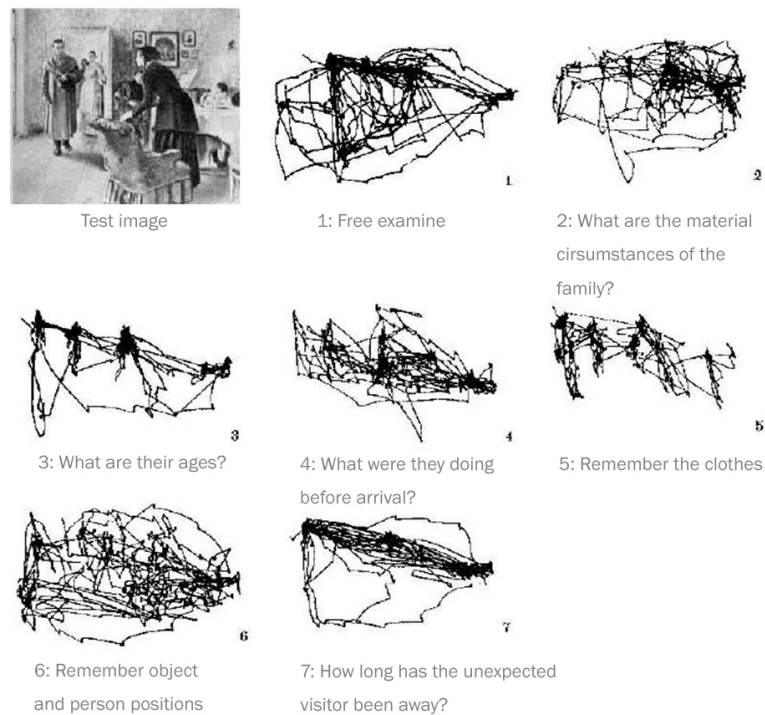 1
2
Test image
1: Free examine
2: What are the material
cirsumstances of the
family?
3
4
5
3: What are their ages?
4: What were they doing
before arrival?
5: Remember the clothes
6
7
6: Remember object
and person positions
7: How long has the unexpected
visitor been away?